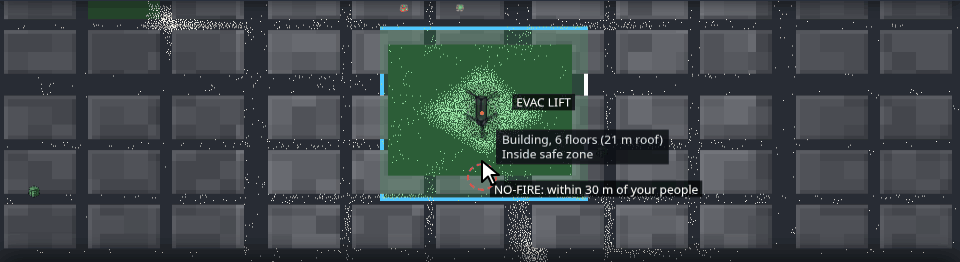 EVAC LIFT
Building, 6 floors (21 m roof)
Inside safe zone
NO-FIRE: within 30 m of your people